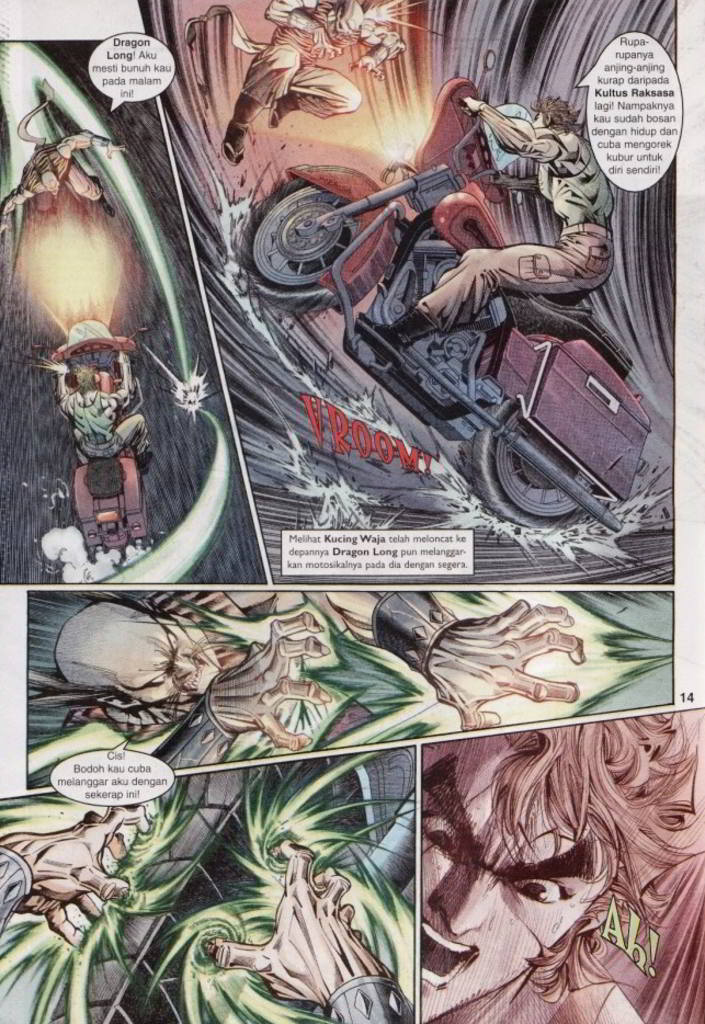 Dragon
Long! Aku
mesti bunuh kau
pada malam
ini!
Rupa-
rupanya
anjing-anjing
kurap daripada
Kultus Raksasa
lagi! Nampaknya
kau sudah bosan
dengan hidup dan
cuba mengorek
kubur untuk
diri sendiri!
VROOM!
Melihat Kucing Waja telah meloncat ke
depannya Dragon Long pun melanggar-
kan motosikalnya pada dia dengan segera.
14
Cis!
Bodoh kau cuba
melanggar aku dengan
sekerap ini!
AH!